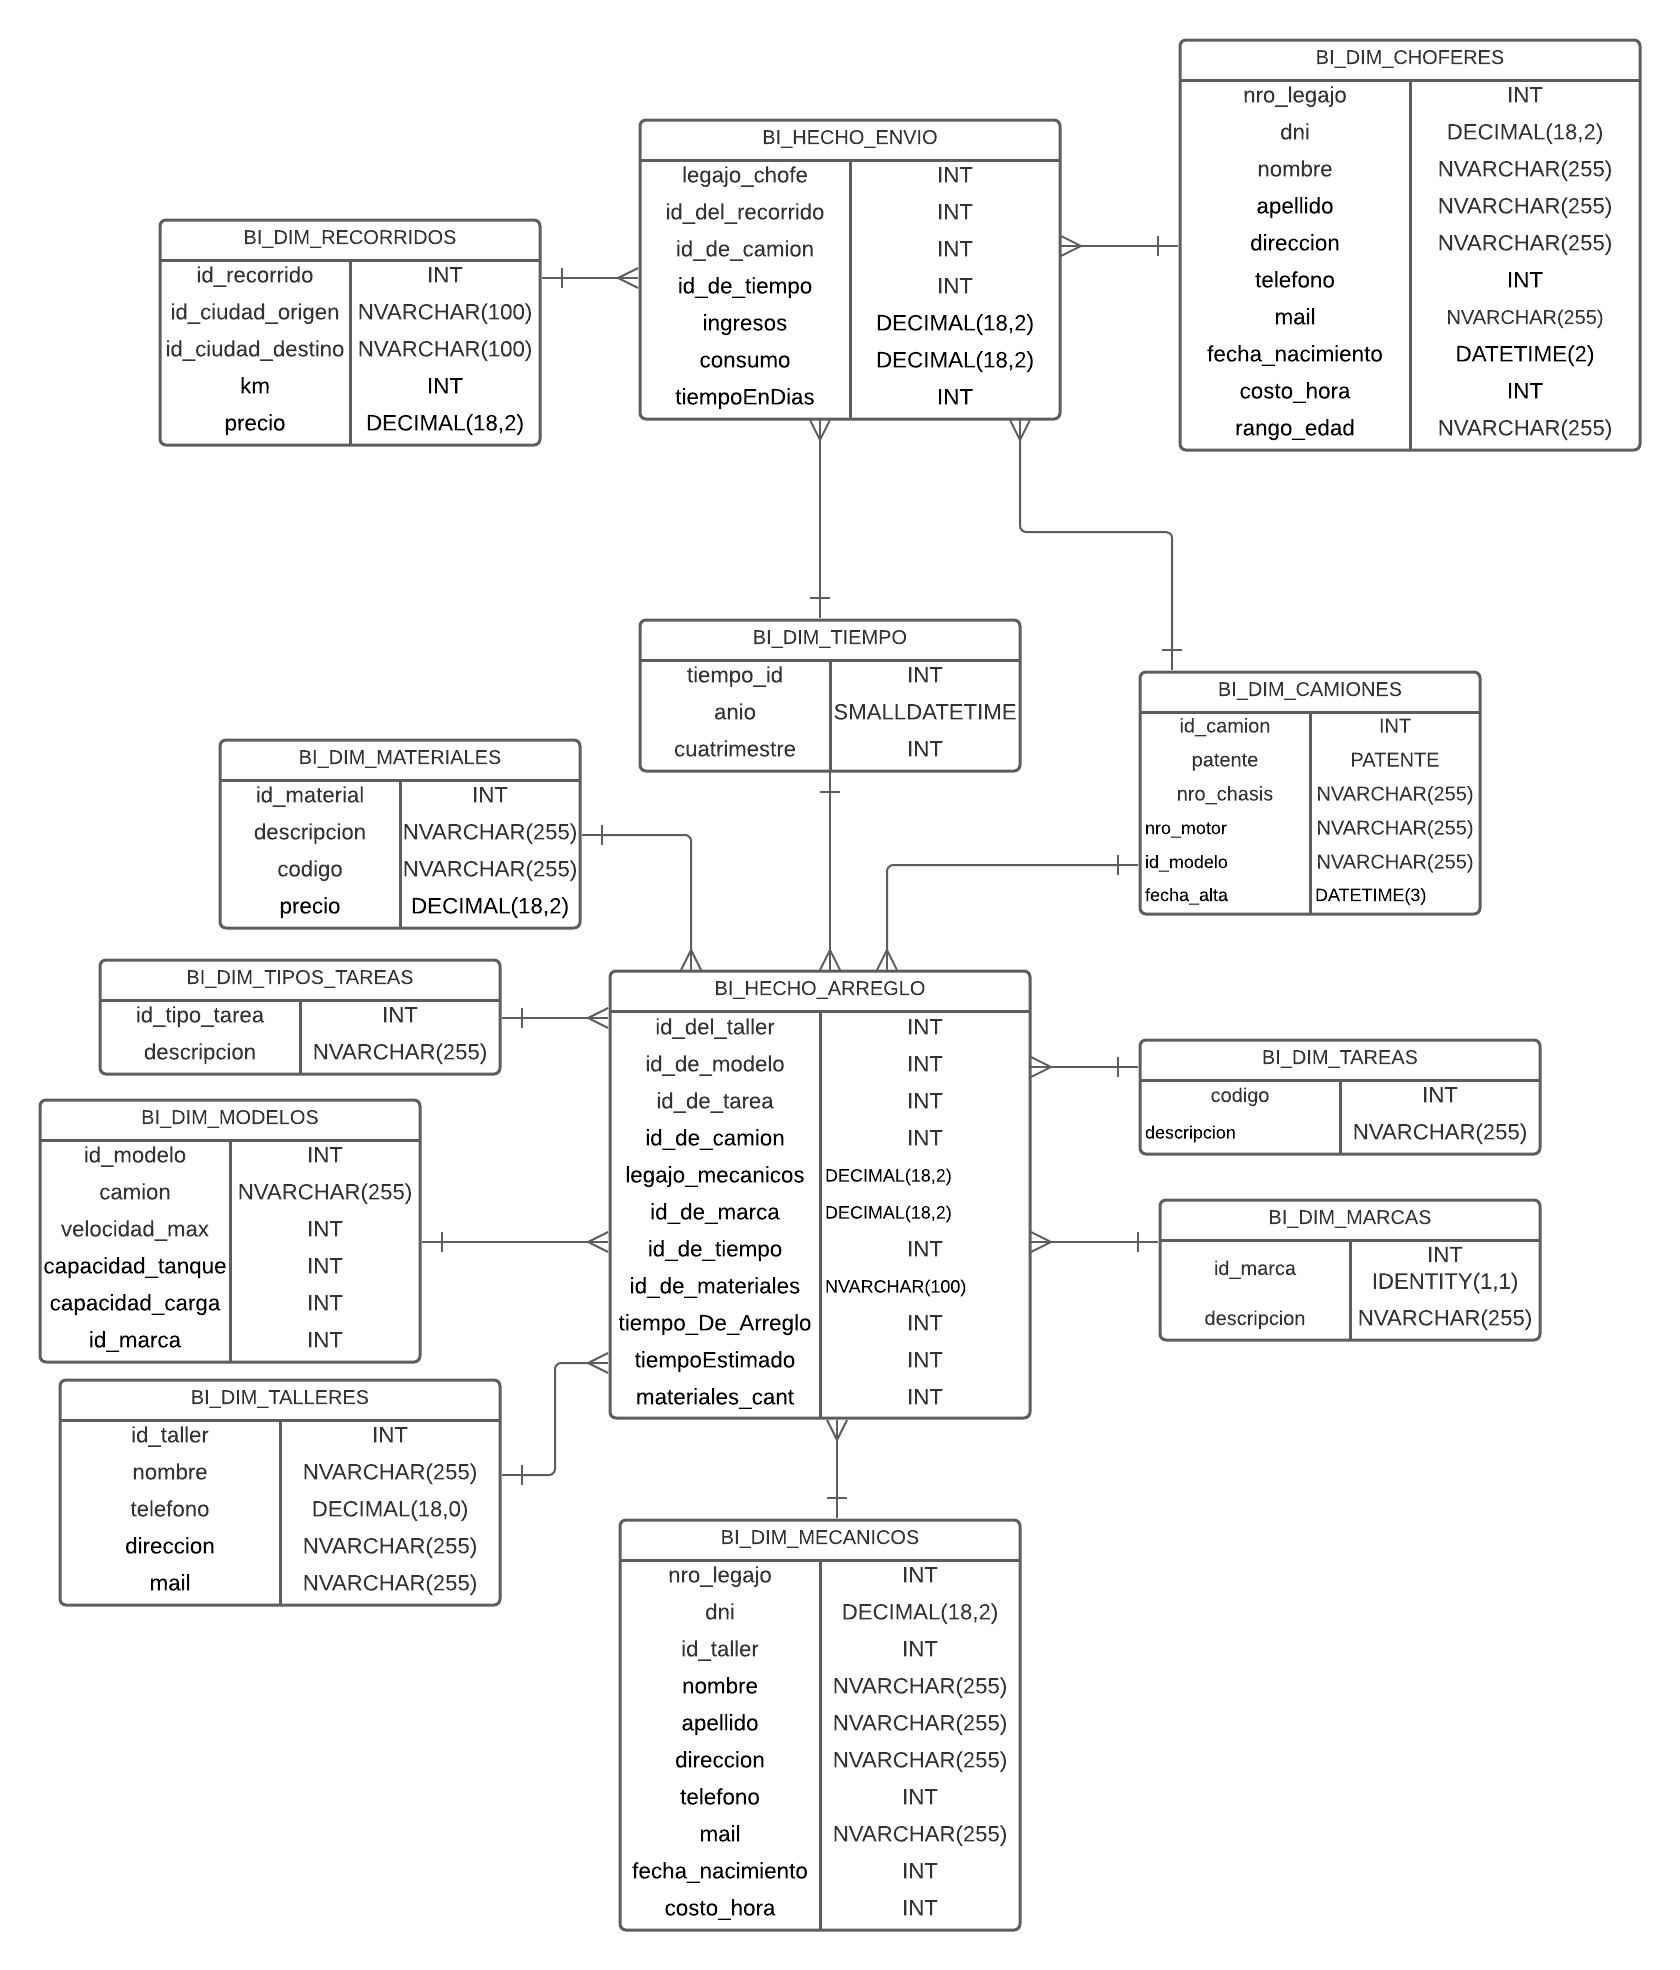 BI_DIM_CHOFERES
nro_legajo INT
dni DECIMAL(18,2)
nombre NVARCHAR(255)
apellido NVARCHAR(255)
direccion NVARCHAR(255)
telefono INT
mail NVARCHAR(255)
fecha_nacimiento DATETIME(2)
costo_hora INT
rango_edad NVARCHAR(255)
BI_HECHO_ENVIO
legajo_chofe INT
id_del_recorrido INT
id_de_camion INT
id_de_tiempo INT
ingresos DECIMAL(18,2)
consumo DECIMAL(18,2)
tiempoEnDias INT
BI_DIM_RECORRIDOS
id_recorrido INT
id_ciudad_origen NVARCHAR(100)
id_ciudad_destino NVARCHAR(100)
km INT
precio DECIMAL(18,2)
BI_DIM_TIEMPO
tiempo_id INT
anio SMALLDATETIME
cuatrimestre INT
BI_DIM_CAMIONES
id_camion INT
patente PATENTE
nro_chasis NVARCHAR(255)
nro_motor NVARCHAR(255)
id_modelo NVARCHAR(255)
fecha_alta DATETIME(3)
BI_DIM_MATERIALES
id_material INT
descripcion NVARCHAR(255)
codigo NVARCHAR(255)
precio DECIMAL(18,2)
BI_DIM_TIPOS_TAREAS
id_tipo_tarea INT
descripcion NVARCHAR(255)
BI_HECHO_ARREGLO
id_del_taller INT
id_de_modelo INT
id_de_tarea INT
id_de_camion INT
legajo_mecanicos DECIMAL(18,2)
id_de_marca DECIMAL(18,2)
id_de_tiempo INT
id_de_materiales NVARCHAR(100)
tiempo_De_Arreglo INT
tiempoEstimado INT
materiales_cant INT
BI_DIM_TAREAS
codigo INT
descripcion NVARCHAR(255)
BI_DIM_MODELOS
id_modelo INT
camion NVARCHAR(255)
velocidad_max INT
capacidad_tanque INT
capacidad_carga INT
id_marca INT
BI_DIM_MARCAS
id_marca INT
IDENTITY(1,1)
descripcion NVARCHAR(255)
BI_DIM_TALLERES
id_taller INT
nombre NVARCHAR(255)
telefono DECIMAL(18,0)
direccion NVARCHAR(255)
mail NVARCHAR(255)
BI_DIM_MECANICOS
nro_legajo INT
dni DECIMAL(18,2)
id_taller INT
nombre NVARCHAR(255)
apellido NVARCHAR(255)
direccion NVARCHAR(255)
telefono INT
mail NVARCHAR(255)
fecha_nacimiento INT
costo_hora INT